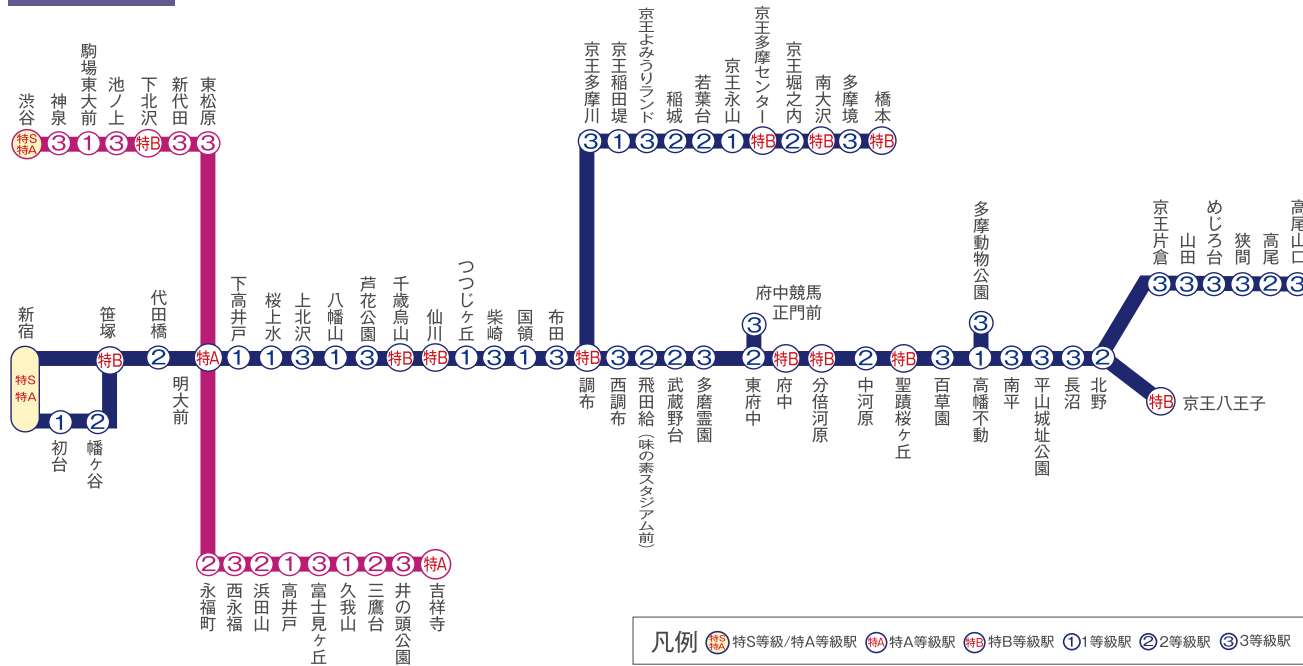 渋谷
特S
特A
神泉
3
駒場東大前
1
池ノ上
3
下北沢
特B
新代田
3
東松原
3
京王多摩川
3
京王稲田堤
1
京王よみうりランド
3
稲城
2
若葉台
2
京王永山
1
京王多摩センター
特B
京王堀之内
2
南大沢
特B
多摩境
3
橋本
特B
新宿
特S
特A
初台
1
幡ヶ谷
2
笹塚
特B
代田橋
2
明大前
特A
下高井戸
1
桜上水
1
上北沢
3
八幡山
1
芦花公園
3
千歳烏山
特B
仙川
特B
つつじヶ丘
1
柴崎
3
国領
1
布田
3
調布
特B
西調布
3
飛田給(味の素スタジアム前)
2
武蔵野台
2
多磨霊園
3
東府中
2
府中競馬
正門前
3
府中
特B
分倍河原
特B
中河原
2
聖蹟桜ヶ丘
特B
百草園
3
高幡不動
1
多摩動物公園
3
南平
3
平山城址公園
3
長沼
3
北野
2
京王八王子
特B
京王片倉
3
山田
3
めじろ台
3
狭間
3
高尾
2
高尾山口
3
永福町
2
西永福
3
浜田山
2
高井戸
1
富士見ヶ丘
3
久我山
1
三鷹台
2
井の頭公園
3
吉祥寺
特A
凡例 特S 特A 特S等級/特A等級駅 特A 特A等級駅 特B 特B等級駅 1 1等級駅 2 2等級駅 3 3等級駅